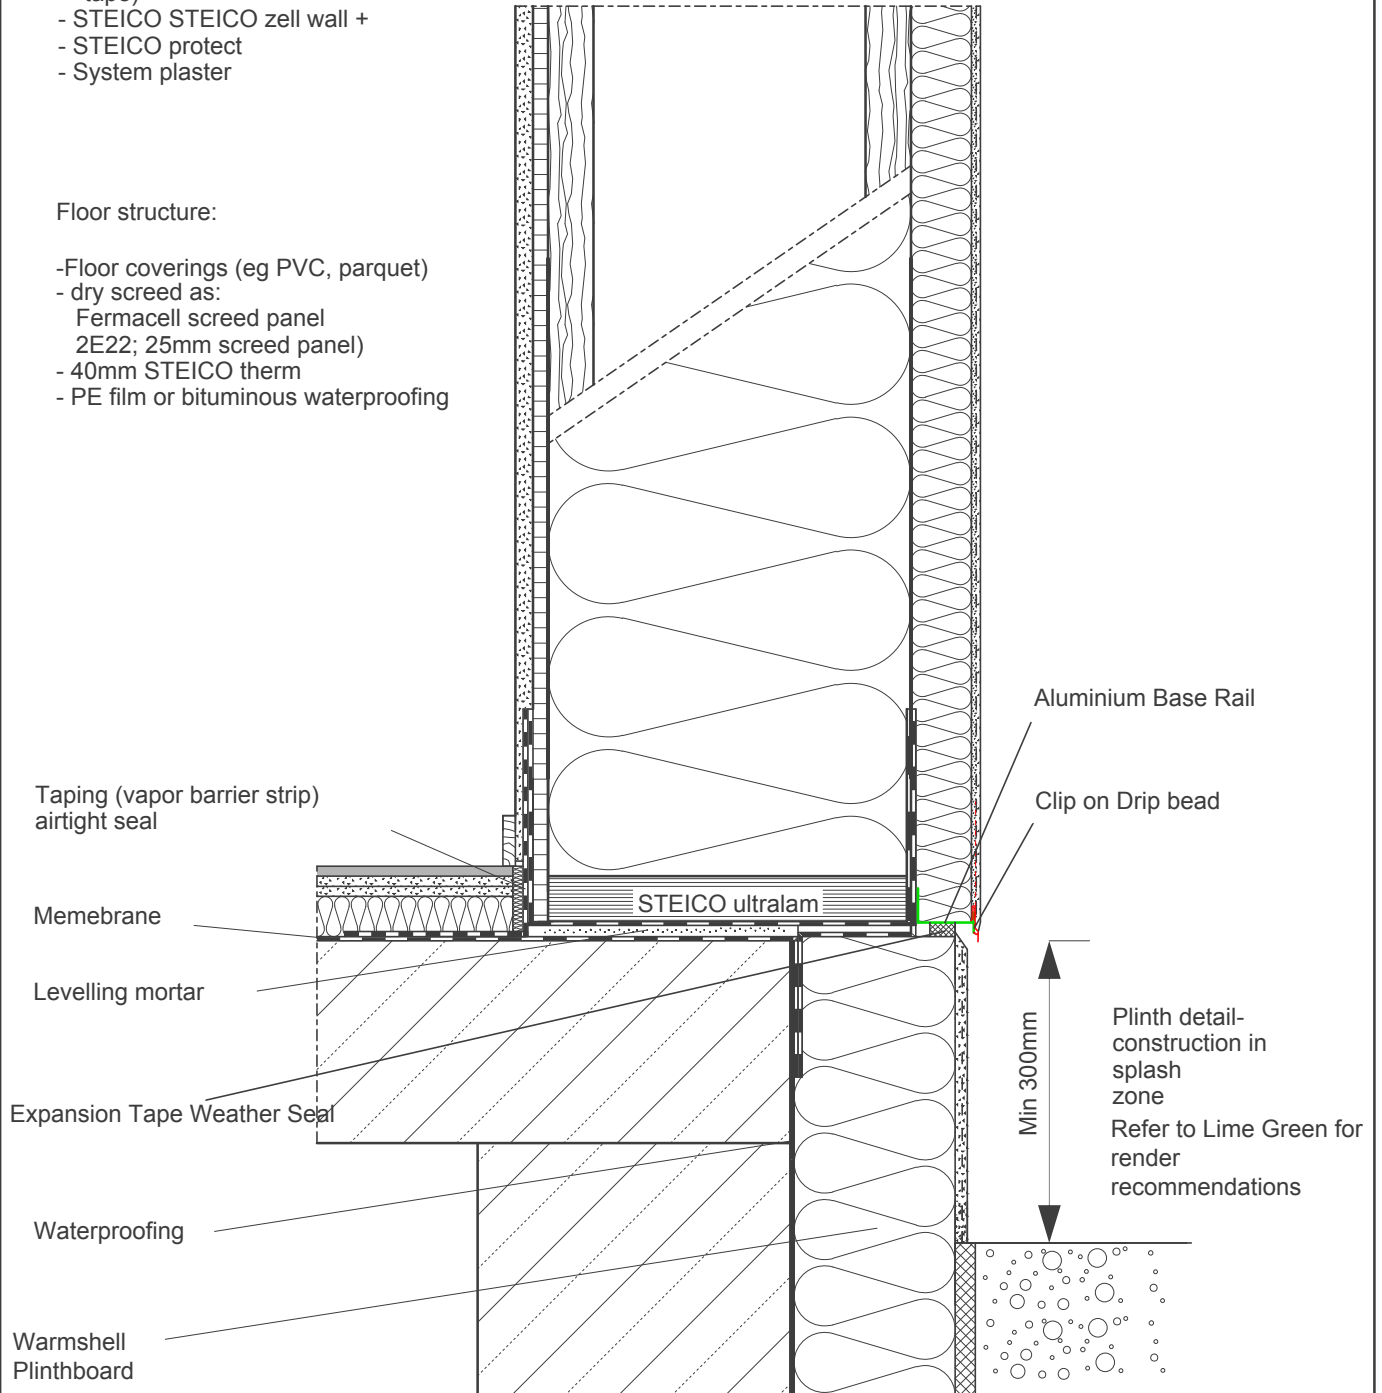 tape)
- STEICO STEICO zell wall +
- STEICO protect
- System plaster
Floor structure:
-Floor coverings (eg PVC, parquet)
- dry screed as:
Fermacell screed panel
2E22; 25mm screed panel)
- 40mm STEICO therm
- PE film or bituminous waterproofing
Aluminium Base Rail
Clip on Drip bead
Taping (vapor barrier strip)
airtight seal
STEICO ultralam
Memebrane
Levelling mortar
Min 300mm
Plinth detail-
construction in
splash
zone
Refer to Lime Green for
render
recommendations
Expansion Tape Weather Seal
Waterproofing
Warmshell
Plinthboard